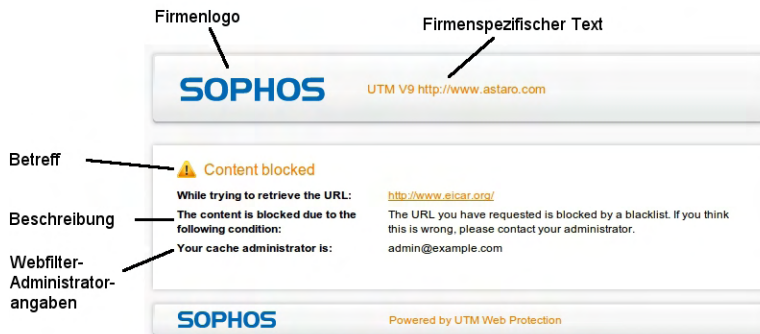 Firmenlogo
Firmenspezifischer Text
SOPHOS
UTM V9 http://www.astaro.com
Betreff
Content blocked
While trying to retrieve the URL: http://www.eicar.org/
Beschreibung
The content is blocked due to the following condition:
The URL you have requested is blocked by a blacklist. If you think this is wrong, please contact your administrator.
Your cache administrator is: admin@example.com
Webfilter-
Administrator-
angaben
SOPHOS
Powered by UTM Web Protection